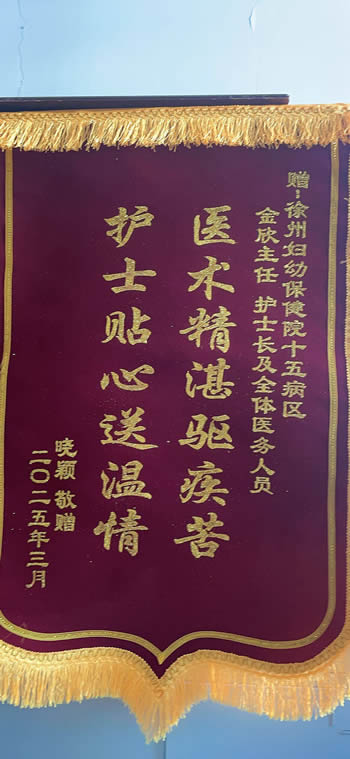 赠:徐州妇幼保健院十五病区
金欣主任 护士长及全体医务人员
医术精湛驱疾苦
护士贴心送温情
晓颖 敬赠
二〇二五年三月